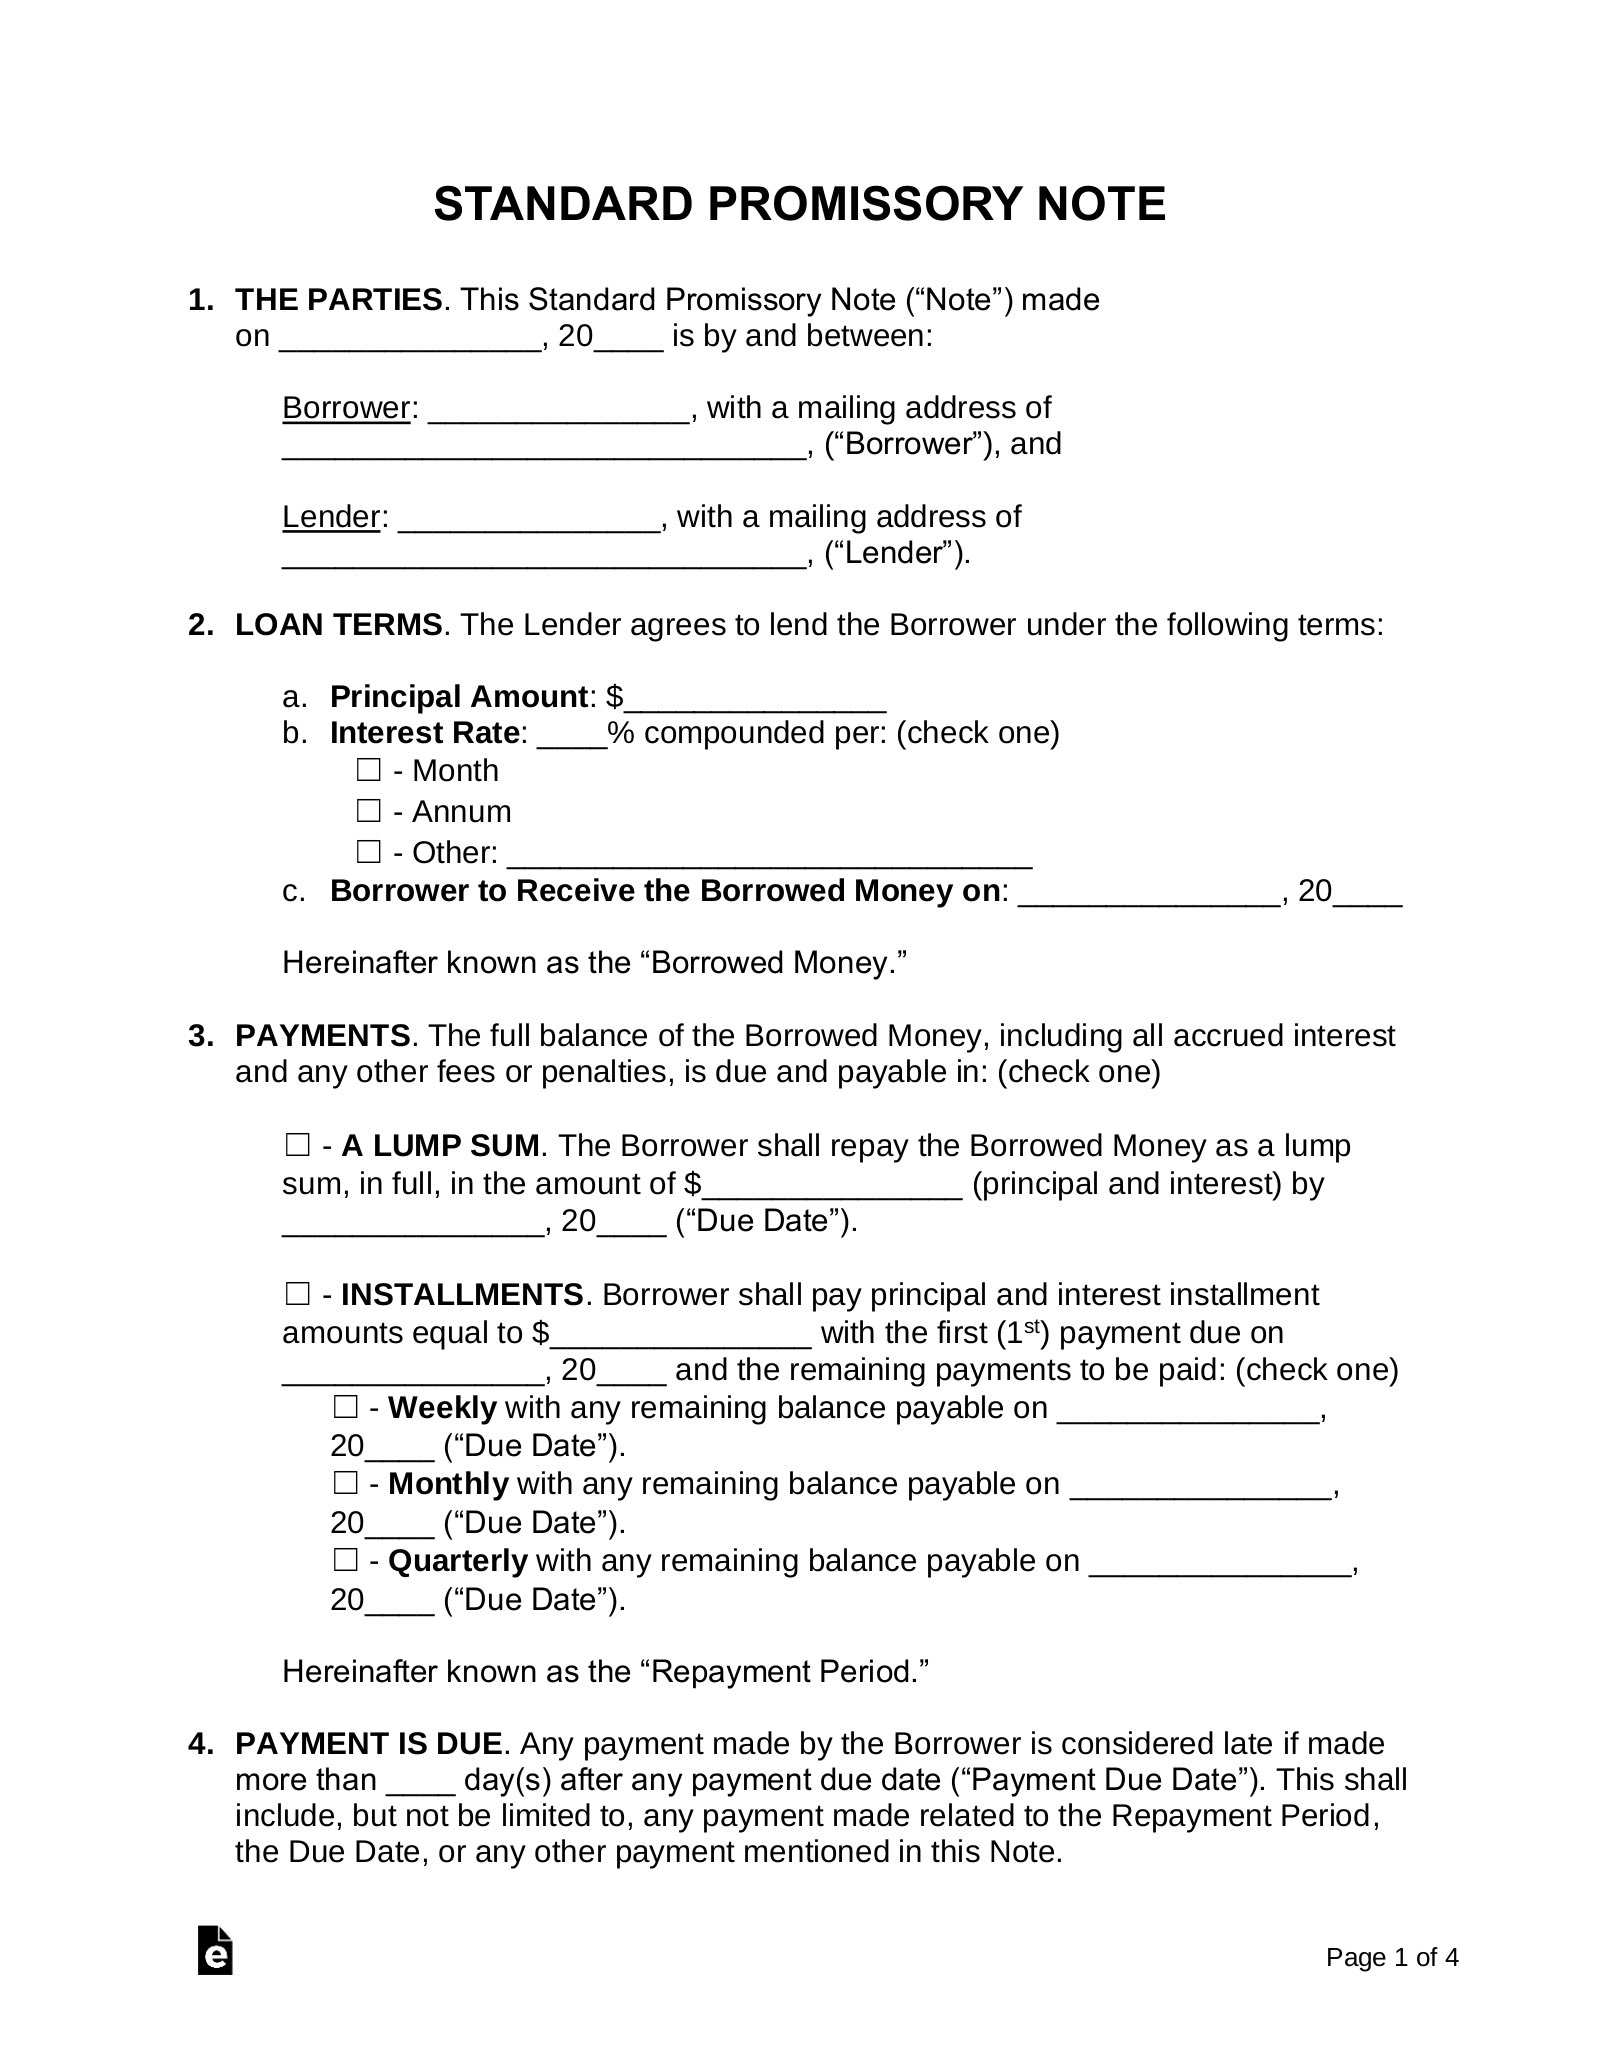 STANDARD PROMISSORY NOTE
1. THE PARTIES. This Standard Promissory Note (“Note”) made
on _______________, 20____ is by and between:
Borrower: _______________, with a mailing address of
______________________________, (“Borrower”), and
Lender: _______________, with a mailing address of
______________________________, (“Lender”).
2. LOAN TERMS. The Lender agrees to lend the Borrower under the following terms:
a. Principal Amount: $_______________
b. Interest Rate: ____% compounded per: (check one)
☐ - Month
☐ - Annum
☐ - Other: ______________________________
c. Borrower to Receive the Borrowed Money on: _______________, 20____
Hereinafter known as the “Borrowed Money.”
3. PAYMENTS. The full balance of the Borrowed Money, including all accrued interest
and any other fees or penalties, is due and payable in: (check one)
☐ - A LUMP SUM. The Borrower shall repay the Borrowed Money as a lump
sum, in full, in the amount of $_______________ (principal and interest) by
_______________, 20____ (“Due Date”).
☐ - INSTALLMENTS. Borrower shall pay principal and interest installment
amounts equal to $_______________ with the first (1st) payment due on
_______________, 20____ and the remaining payments to be paid: (check one)
☐ - Weekly with any remaining balance payable on _______________,
20____ (“Due Date”).
☐ - Monthly with any remaining balance payable on _______________,
20____ (“Due Date”).
☐ - Quarterly with any remaining balance payable on _______________,
20____ (“Due Date”).
Hereinafter known as the “Repayment Period.”
4. PAYMENT IS DUE. Any payment made by the Borrower is considered late if made
more than ____ day(s) after any payment due date (“Payment Due Date”). This shall
include, but not be limited to, any payment made related to the Repayment Period,
the Due Date, or any other payment mentioned in this Note.
e
Page 1 of 4